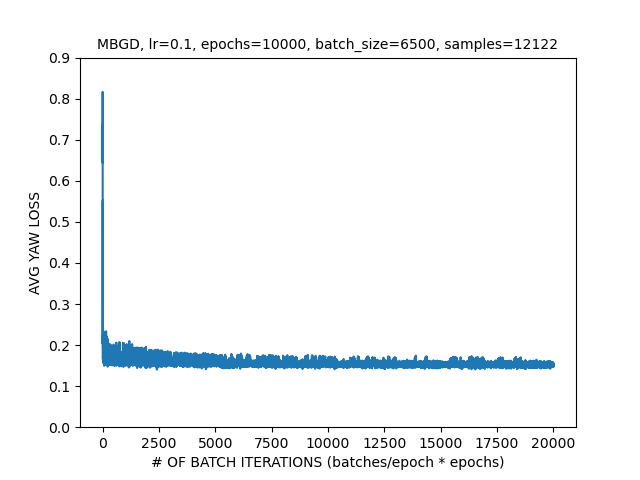 MBGD, lr=0.1, epochs=10000, batch_size=6500, samples=12122
0.9
0.8
0.7
0.6
0.5
0.4
0.3
0.2
0.1
0.0
AVG YAW LOSS
0 2500 5000 7500 10000 12500 15000 17500 20000
# OF BATCH ITERATIONS (batches/epoch * epochs)